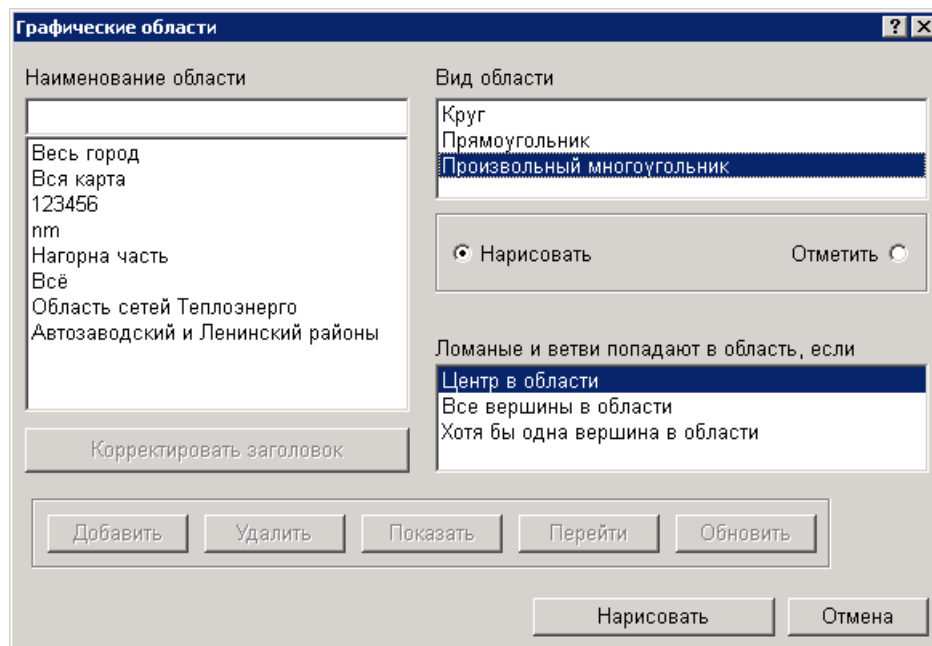 Графические области
Наименование области
Весь город
Вся карта
123456
nm
Нагорна часть
Всё
Область сетей Теплоэнерго
Автозаводский и Ленинский районы
Корректировать заголовок
Вид области
Круг
Прямоугольник
Произвольный многоугольник
Нарисовать Отметить
Ломаные и ветви попадают в область, если
Центр в области
Все вершины в области
Хотя бы одна вершина в области
Добавить Удалить Показать Перейти Обновить
Нарисовать Отмена